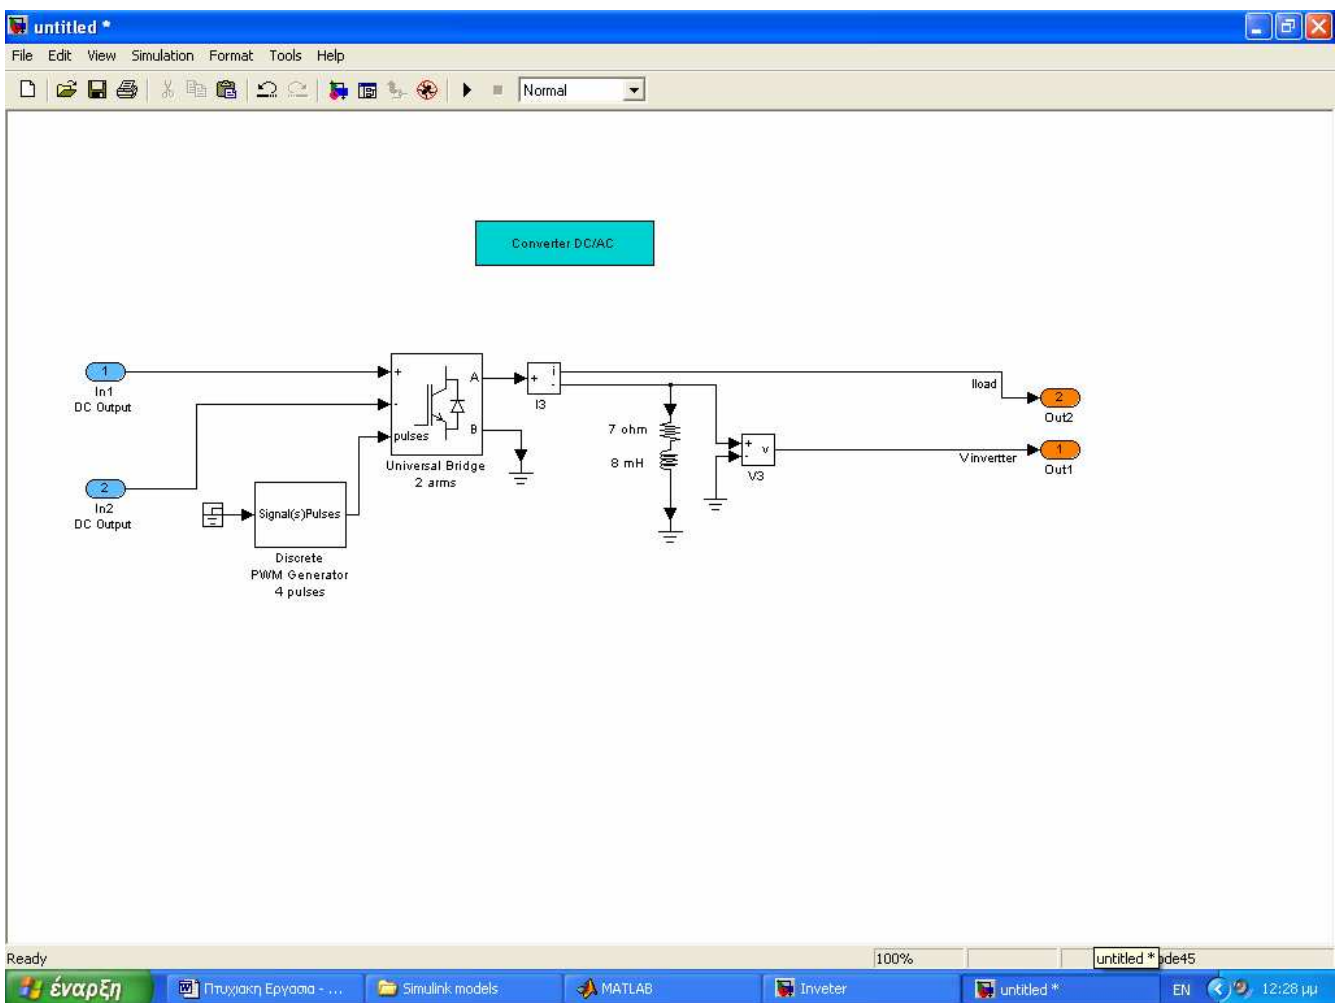 untitled *
File Edit View Simulation Format Tools Help
Normal
Converter DC/AC
1
In1
DC Output
2
In2
DC Output
+
-
pulses
A
B
Universal Bridge
2 arms
Signal(s)Pulses
Discrete
PWM Generator
4 pulses
+
i
-
I3
7 ohm
8 mH
+
-
v
V3
Iload
2
Out2
Vinvertter
1
Out1
Ready
100%
untitled *
ode45
έναρξη
Πτυχιακη Εργασια - ...
Simulink models
MATLAB
Inveter
untitled *
EN
12:28 μμ